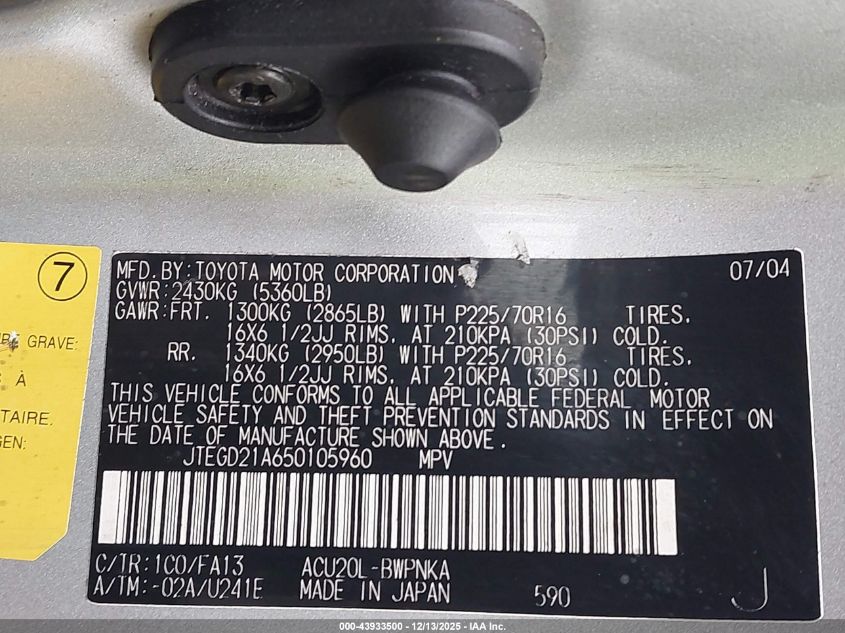 7
MFD. BY: TOYOTA MOTOR CORPORATION 07/04
GVWR: 2430KG (5360LB)
GAWR: FRT. 1300KG (2865LB) WITH P225/70R16 TIRES.
16X6 1/2JJ RIMS. AT 210KPA (30PSI) COLD.
RR. 1340KG (2950LB) WITH P225/70R16 TIRES.
16X6 1/2JJ RIMS. AT 210KPA (30PSI) COLD.
THIS VEHICLE CONFORMS TO ALL APPLICABLE FEDERAL MOTOR
VEHICLE SAFETY AND THEFT PREVENTION STANDARDS IN EFFECT ON
THE DATE OF MANUFACTURE SHOWN ABOVE.
JTEGD21A650105960 MPV
C/TR: 1C0/FA13 ACU20L-BWPNKA
A/TM: -02A/U241E MADE IN JAPAN 590 J
GRAVE:
À
TAIRE.
GEN:
000-43933500 - 12/13/2025 - IAA Inc.